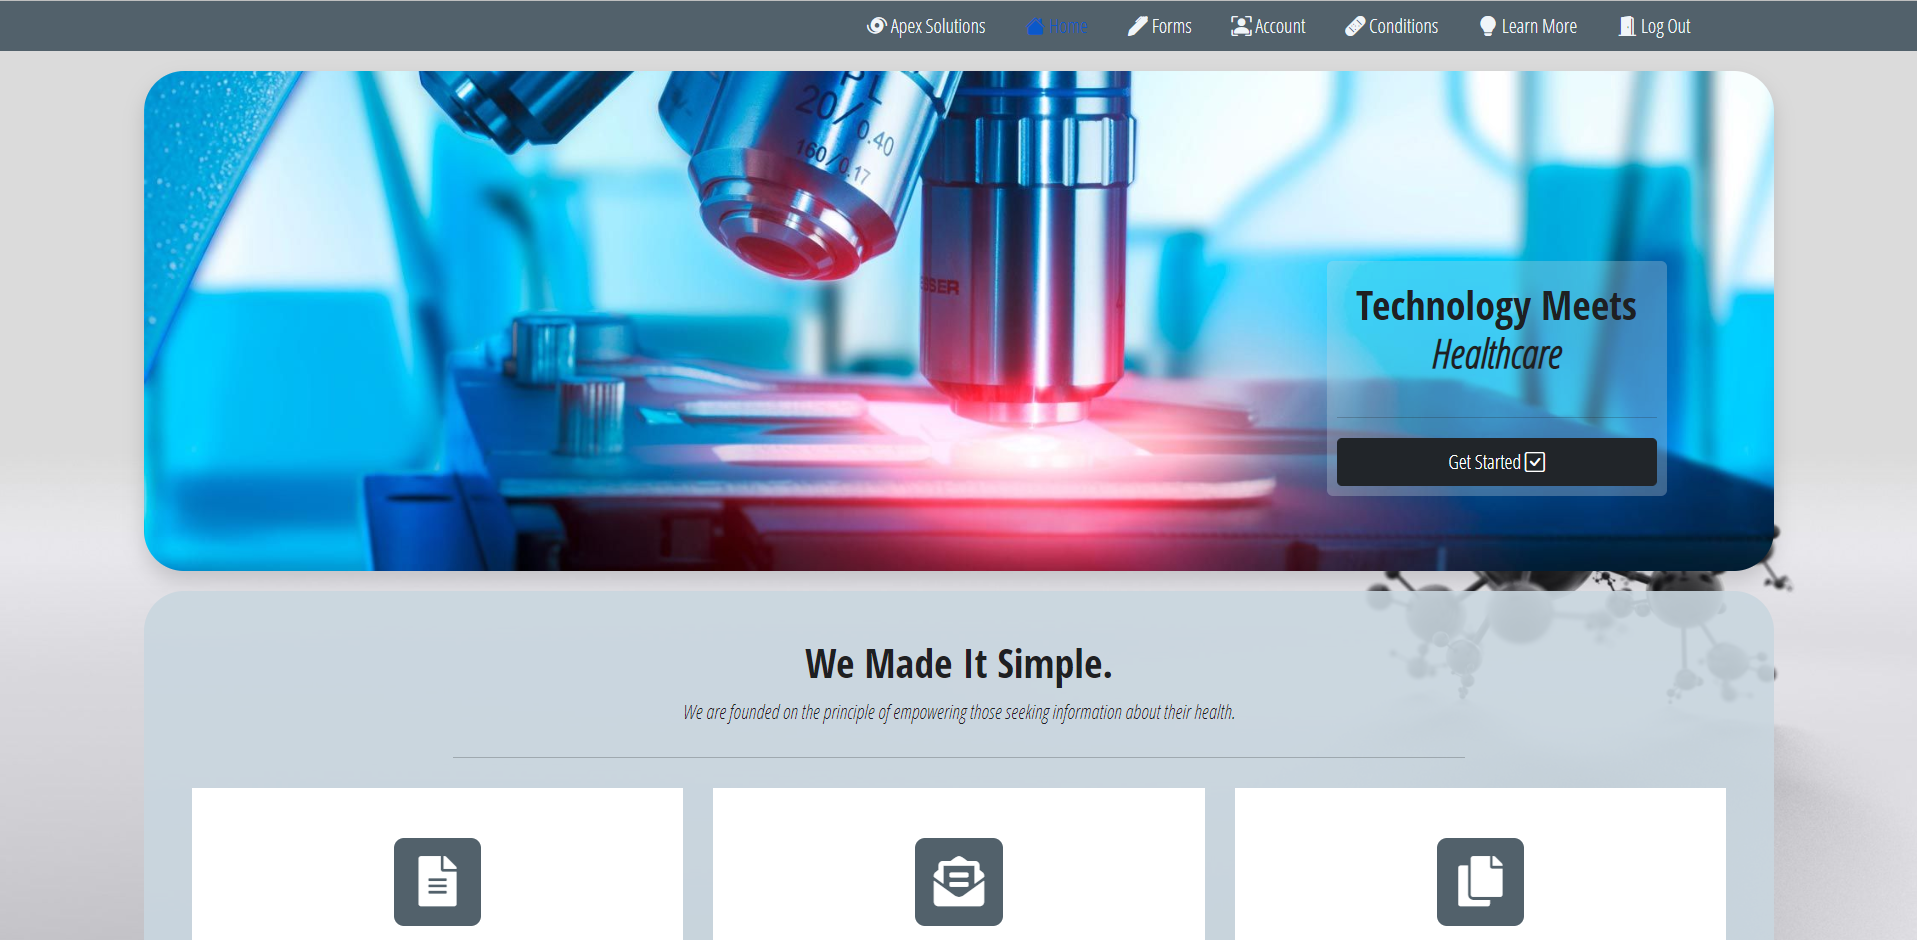 Apex Solutions Home Forms Account Conditions Learn More Log Out
PL
20/0.40
160/0.17
Technology Meets
Healthcare
Get Started
We Made It Simple.
We are founded on the principle of empowering those seeking information about their health.